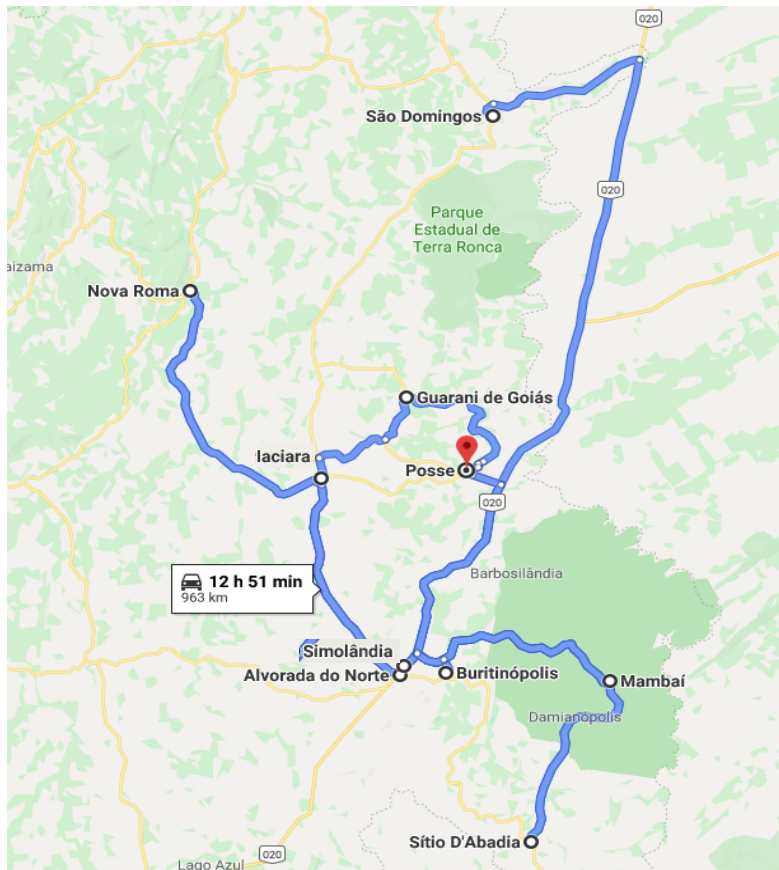 020
São Domingos
020
Parque
Estadual de
Terra Ronca
aizama
Nova Roma
Guarani de Goiás
Iaciara
Posse
020
Barbosilândia
12 h 51 min
963 km
Simolândia
Alvorada do Norte
Buritinópolis
Mambaí
Damianópolis
Sítio D'Abadia
020
Lago Azul